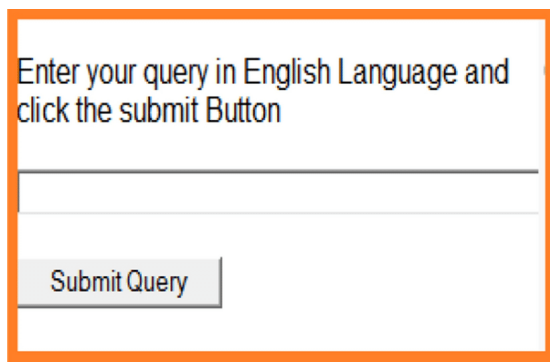 Enter your query in English Language and
click the submit Button
Submit Query